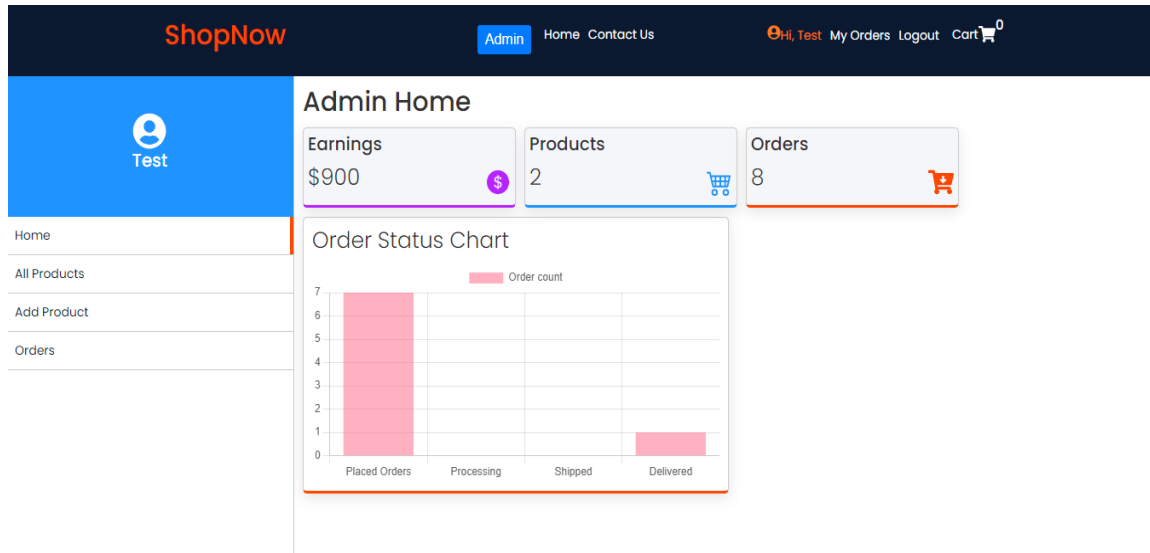 ShopNow
Admin Home Contact Us
Hi, Test My Orders Logout Cart 0
Test
Home
All Products
Add Product
Orders
Admin Home
Earnings
$900
$
Products
2
Orders
8
Order Status Chart
Order count
7
6
5
4
3
2
1
0
Placed Orders Processing Shipped Delivered